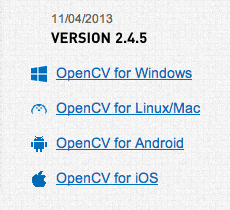 11/04/2013
VERSION 2.4.5
OpenCV for Windows
OpenCV for Linux/Mac
OpenCV for Android
OpenCV for iOS